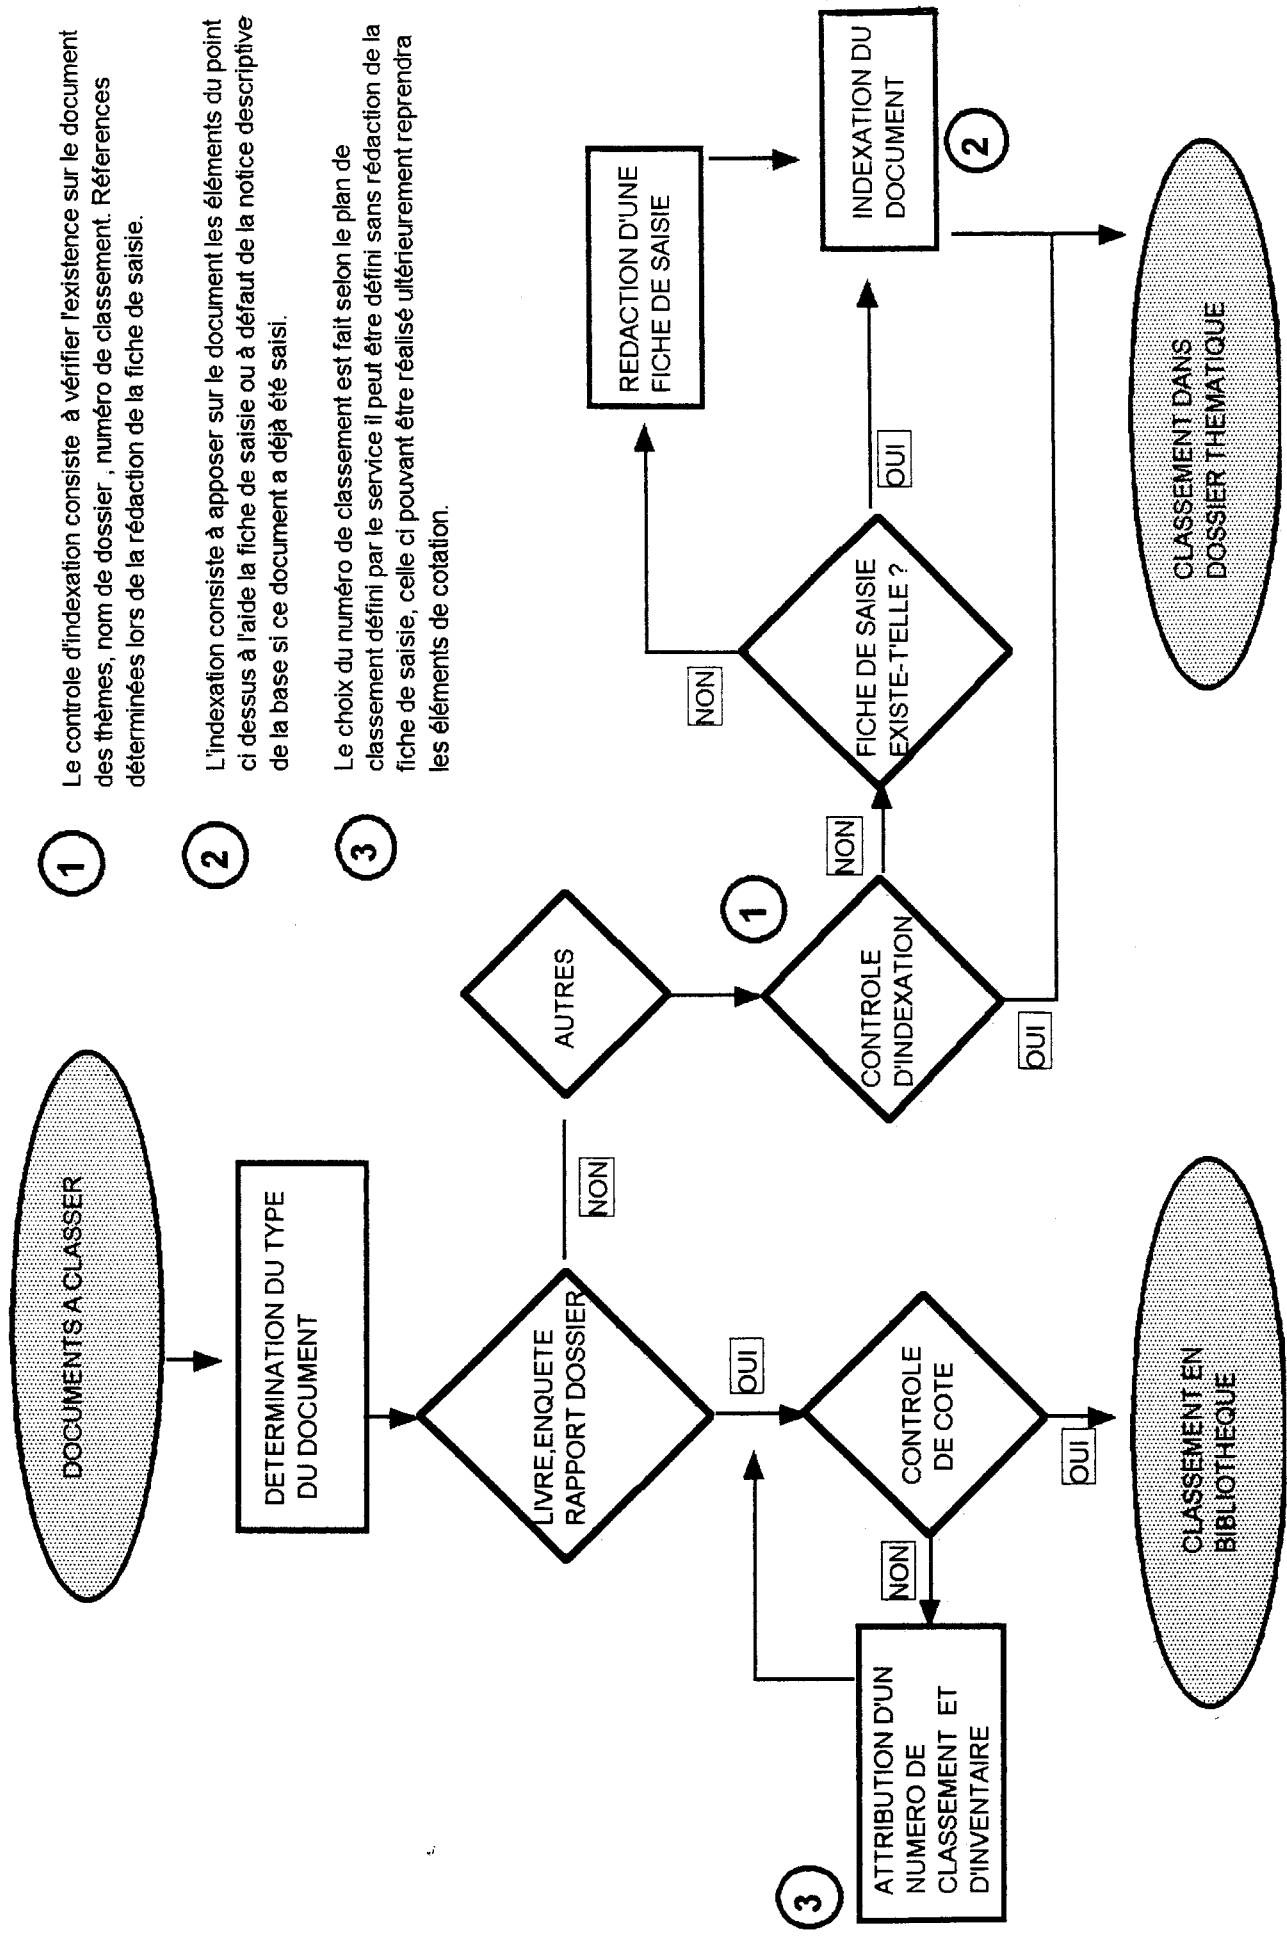 DOCUMENTS A CLASSER
1
Le controle d'indexation consiste à vérifier l'existence sur le document
des thèmes, nom de dossier , numéro de classement. Réferences
déterminées lors de la rédaction de la fiche de saisie.
2
L'indexation consiste à apposer sur le document les éléments du point
ci dessus à l'aide la fiche de saisie ou à défaut de la notice descriptive
de la base si ce document a déjà été saisi.
3
Le choix du numéro de classement est fait selon le plan de
classement défini par le service il peut être défini sans rédaction de la
fiche de saisie, celle ci pouvant être réalisé ultérieurement reprendra
les éléments de cotation.
DETERMINATION DU TYPE
DU DOCUMENT
LIVRE,ENQUETE
RAPPORT DOSSIER
NON
AUTRES
OUI
1
3
ATTRIBUTION D'UN
NUMERO DE
CLASSEMENT ET
D'INVENTAIRE
NON
CONTROLE
DE COTE
OUI
CONTROLE
D'INDEXATION
NON
OUI
FICHE DE SAISIE
EXISTE-T'ELLE ?
NON
OUI
REDACTION D'UNE
FICHE DE SAISIE
INDEXATION DU
DOCUMENT
2
CLASSEMENT EN
BIBLIOTHEQUE
CLASSEMENT DANS
DOSSIER THEMATIQUE